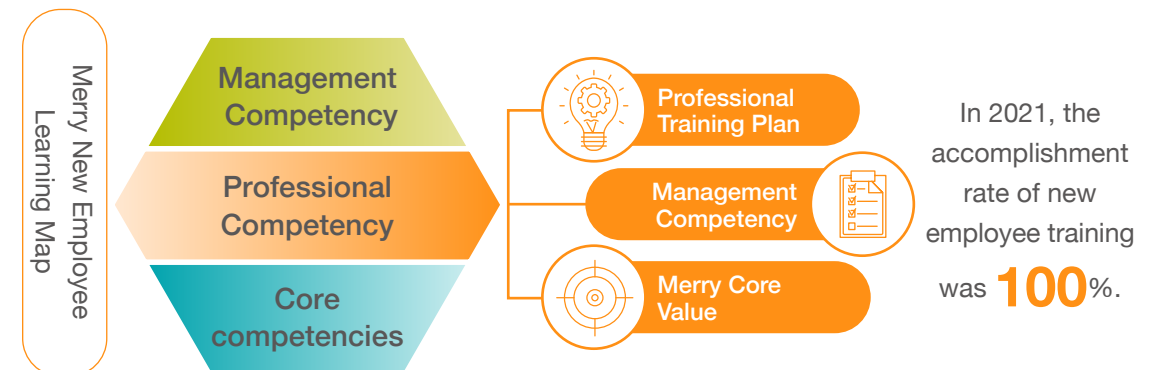 Merry New Employee
Learning Map
Management
Competency
Professional
Competency
Core
competencies
Professional
Training Plan
Management
Competency
Merry Core
Value
In 2021, the
accomplishment
rate of new
employee training
was 100%.